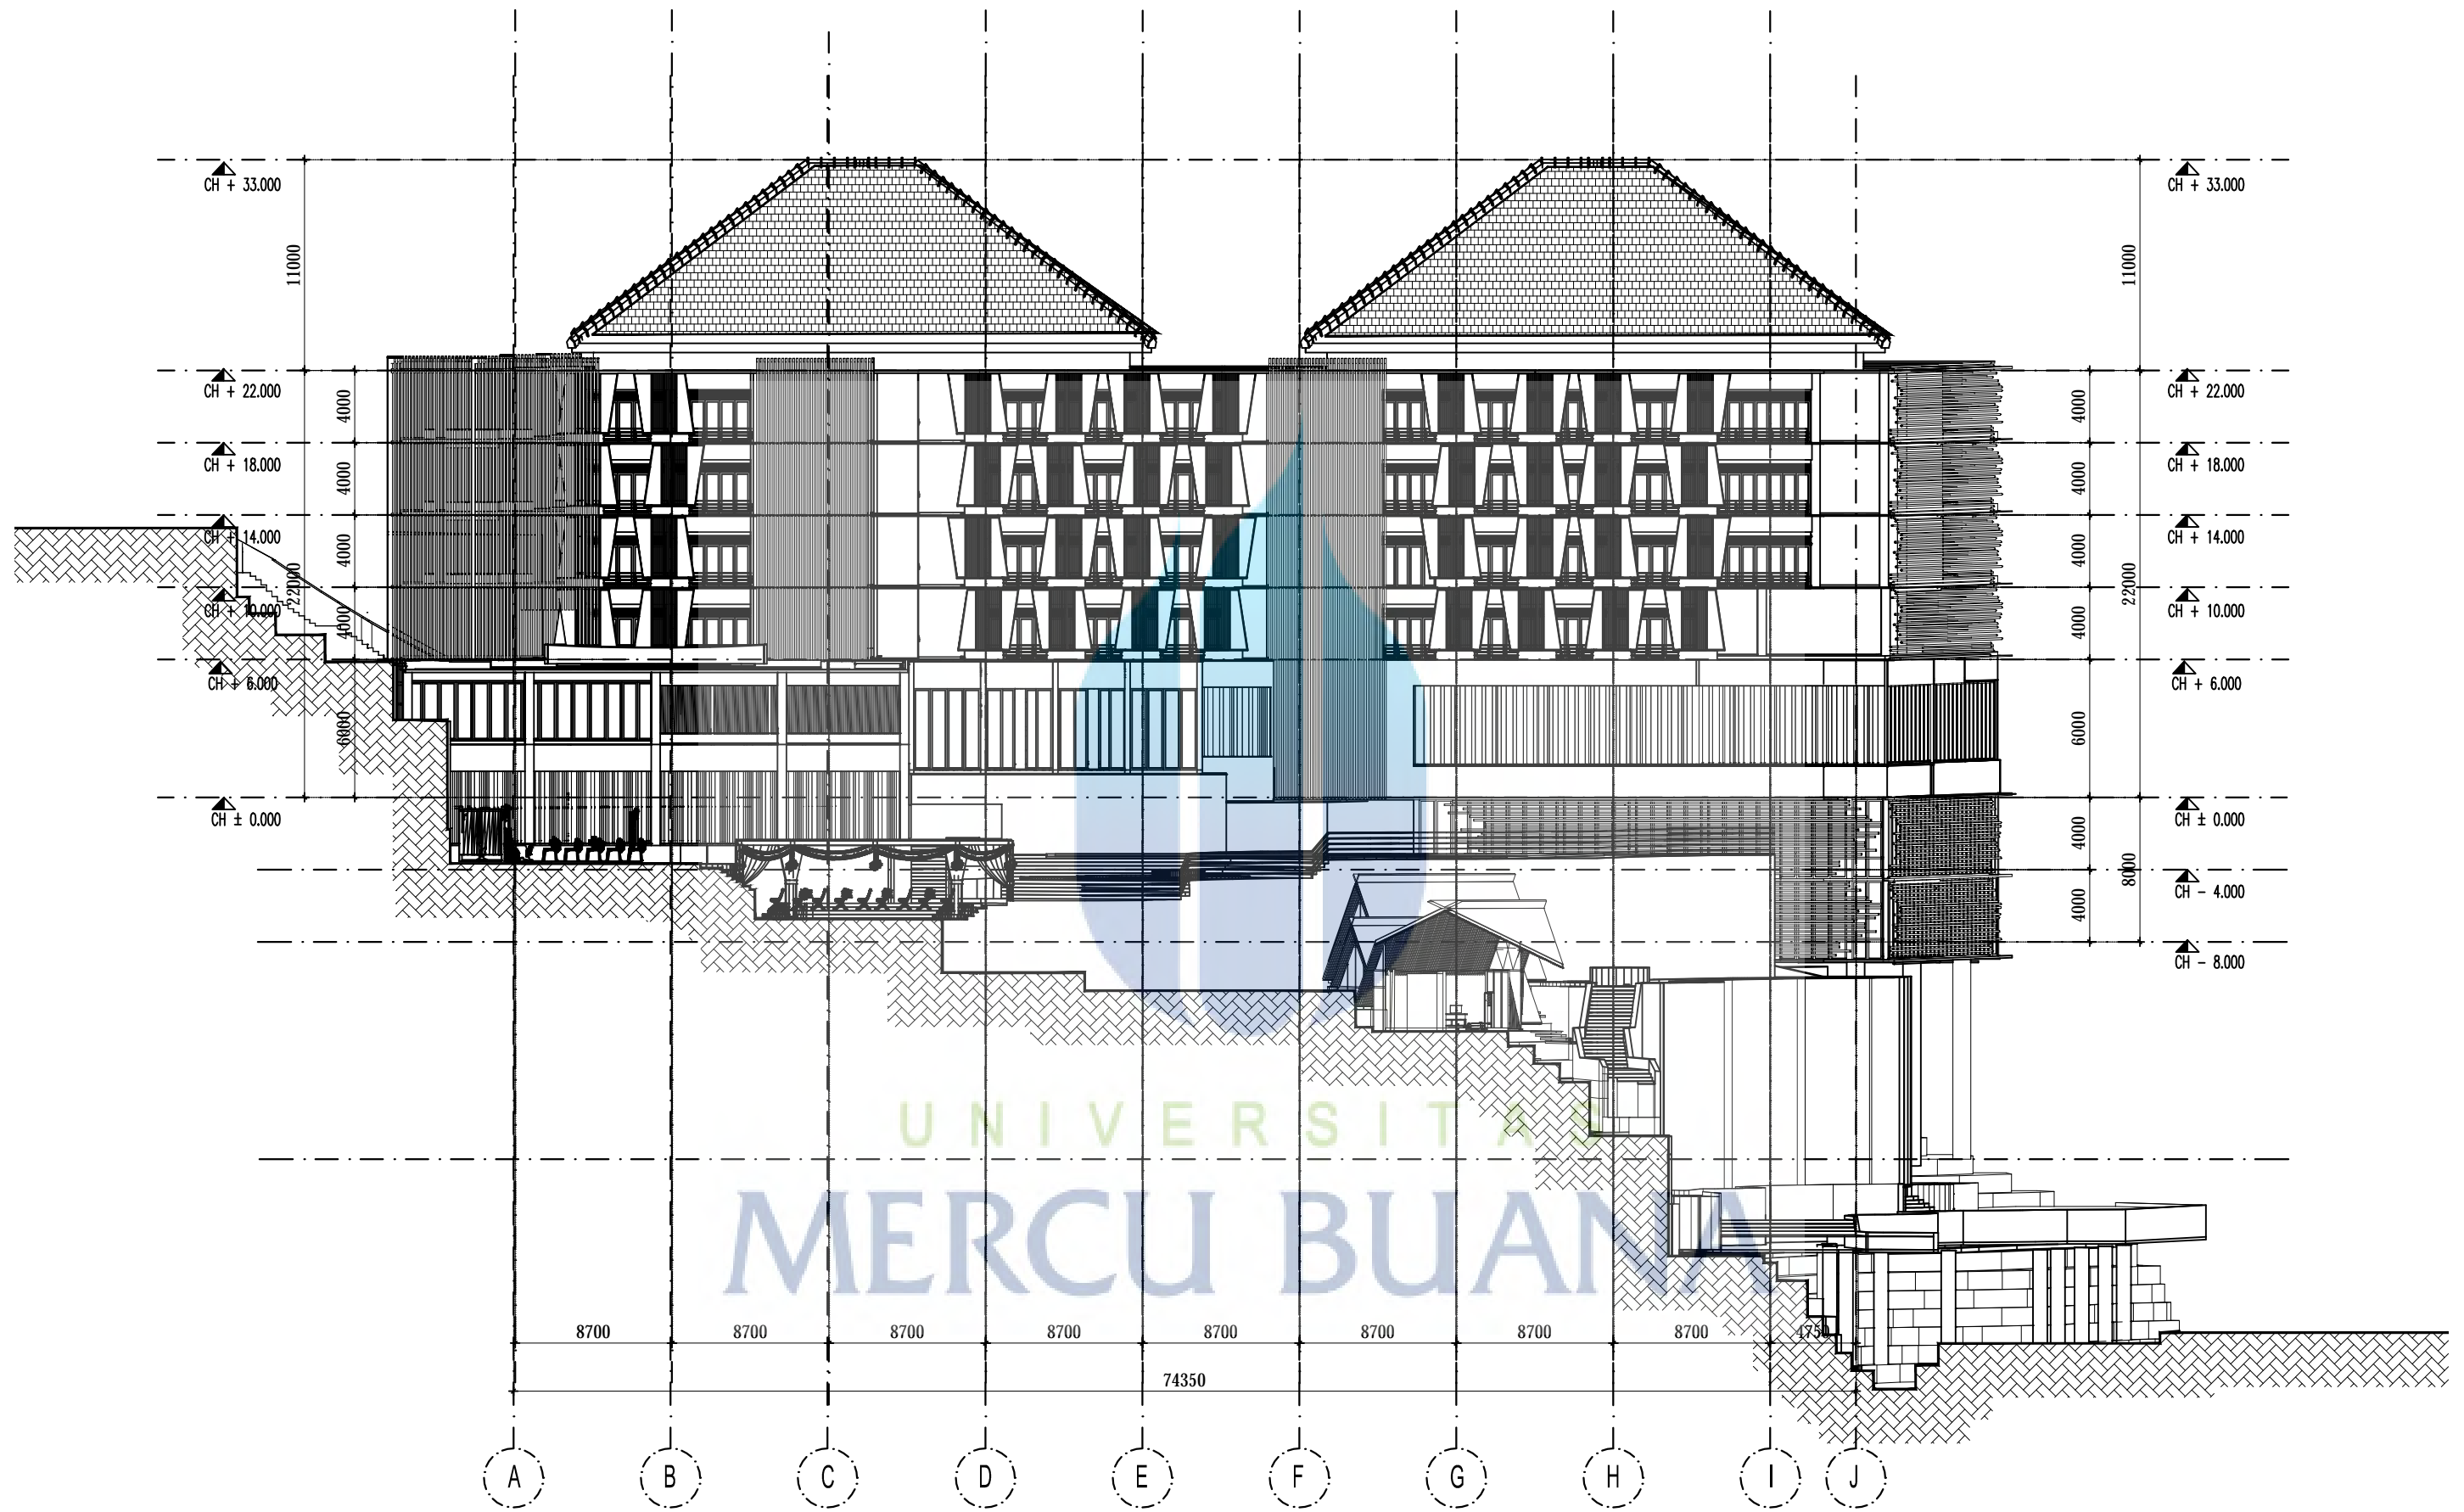 CH + 33.000
CH + 33.000
11000
11000
CH + 22.000
CH + 22.000
4000
4000
CH + 18.000
CH + 18.000
4000
4000
CH + 14.000
CH + 14.000
4000
4000
22000
22000
CH + 10.000
CH + 10.000
4000
4000
CH + 6.000
CH + 6.000
6000
6000
CH ± 0.000
CH ± 0.000
4000
8000
CH - 4.000
4000
CH - 8.000
UNIVERSITAS
MERCU BUANA
8700 8700 8700 8700 8700 8700 8700 8700 4750
74350
A B C D E F G H I J